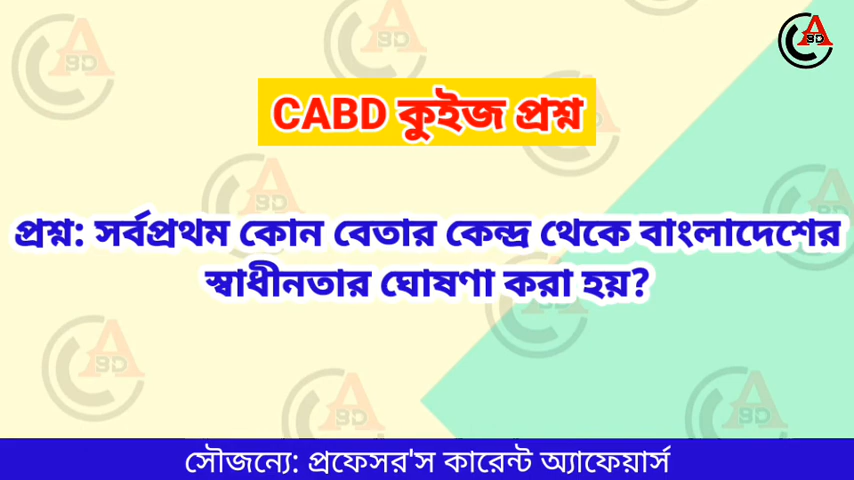 CABD কুইজ প্রশ্ন
প্রশ্ন: সর্বপ্রথম কোন বেতার কেন্দ্র থেকে বাংলাদেশের
স্বাধীনতার ঘোষণা করা হয়?
সৌজন্যে: প্রফেসর'স কারেন্ট অ্যাফেয়ার্স